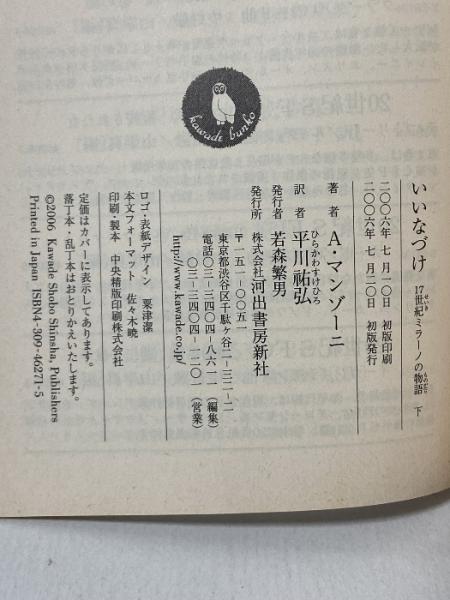 kawade bunko
いいなづけ 17世紀ミラーノの物語 下
二〇〇六年 七月一〇日 初版印刷
二〇〇六年 七月二〇日 初版発行
著者 A・マンゾーニ
訳者 平川祐弘
ひらかわすけひろ
発行者 若森繁男
発行所 株式会社河出書房新社
〒一五一-〇〇五一
東京都渋谷区千駄ヶ谷二-三二-二
電話〇三-三四〇四-八六一一(編集)
〇三-三四〇四-一二〇一(営業)
http://www.kawade.co.jp/
ロゴ・表紙デザイン 粟津潔
本文フォーマット 佐々木暁
印刷・製本 中央精版印刷株式会社
定価はカバーに表示してあります。
落丁本・乱丁本はおとりかえいたします。
©2006 Kawade Shobo Shinsha, Publishers
Printed in Japan ISBN4-309-46271-5